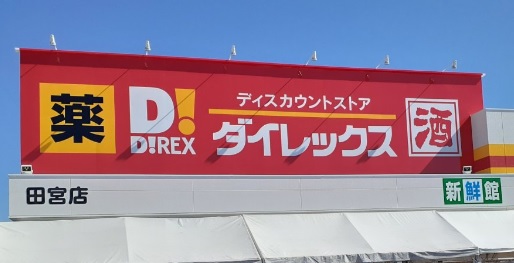 薬
D!
D!REX
ディスカウントストア
ダイレックス
酒
田宮店
新鮮館